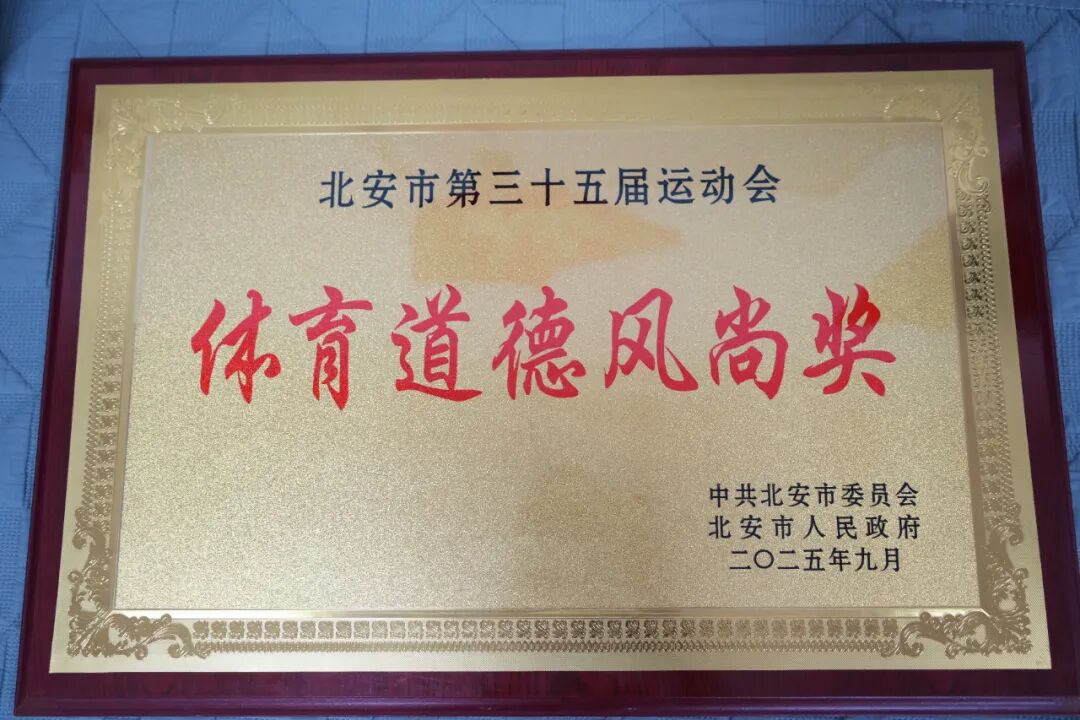 北安市第三十五届运动会
体育道德风尚奖
中共北安市委员会
北安市人民政府
二〇二五年九月